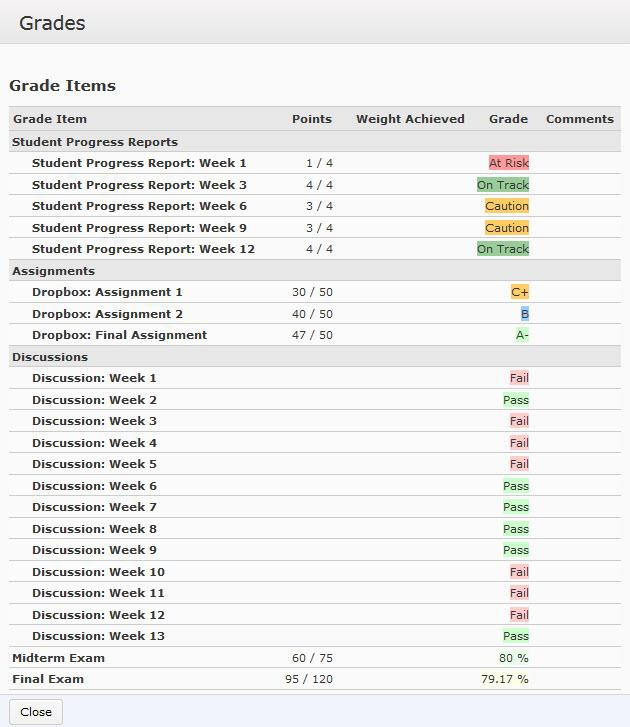 Grades
Grade Items
Grade Item Points Weight Achieved Grade Comments
Student Progress Reports
Student Progress Report: Week 1 1 / 4 At Risk
Student Progress Report: Week 3 4 / 4 On Track
Student Progress Report: Week 6 3 / 4 Caution
Student Progress Report: Week 9 3 / 4 Caution
Student Progress Report: Week 12 4 / 4 On Track
Assignments
Dropbox: Assignment 1 30 / 50 C+
Dropbox: Assignment 2 40 / 50 B
Dropbox: Final Assignment 47 / 50 A-
Discussions
Discussion: Week 1 Fail
Discussion: Week 2 Pass
Discussion: Week 3 Fail
Discussion: Week 4 Fail
Discussion: Week 5 Fail
Discussion: Week 6 Pass
Discussion: Week 7 Pass
Discussion: Week 8 Pass
Discussion: Week 9 Pass
Discussion: Week 10 Fail
Discussion: Week 11 Fail
Discussion: Week 12 Fail
Discussion: Week 13 Pass
Midterm Exam 60 / 75 80 %
Final Exam 95 / 120 79.17 %
Close